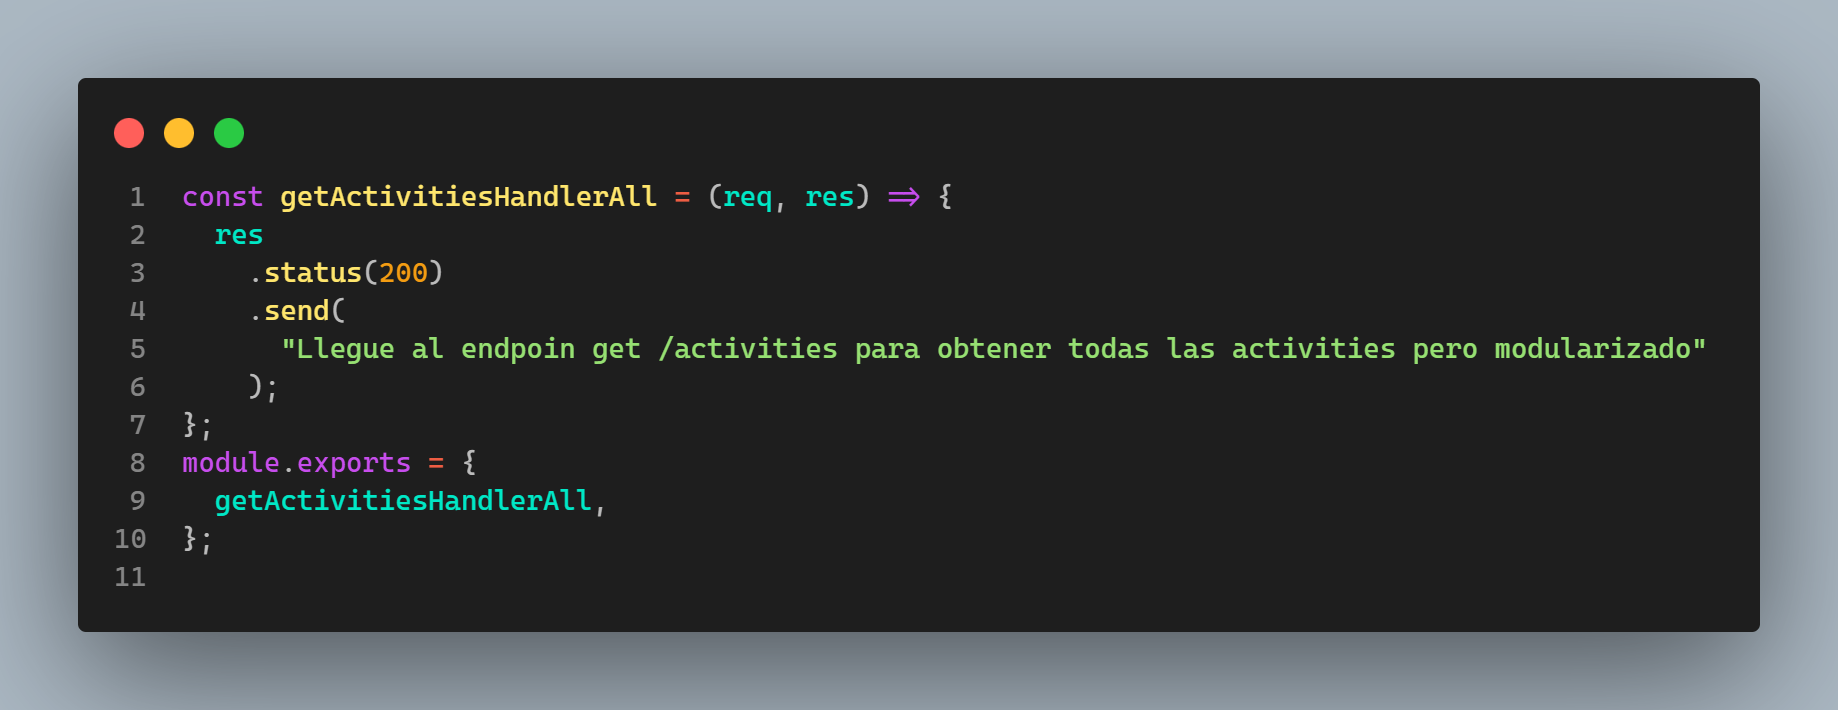 1 const getActivitiesHandlerAll = (req, res) => {
2   res
3     .status(200)
4     .send(
5       "Llegue al endpoin get /activities para obtener todas las activities pero modularizado"
6     );
7 };
8 module.exports = {
9   getActivitiesHandlerAll,
10 };
11